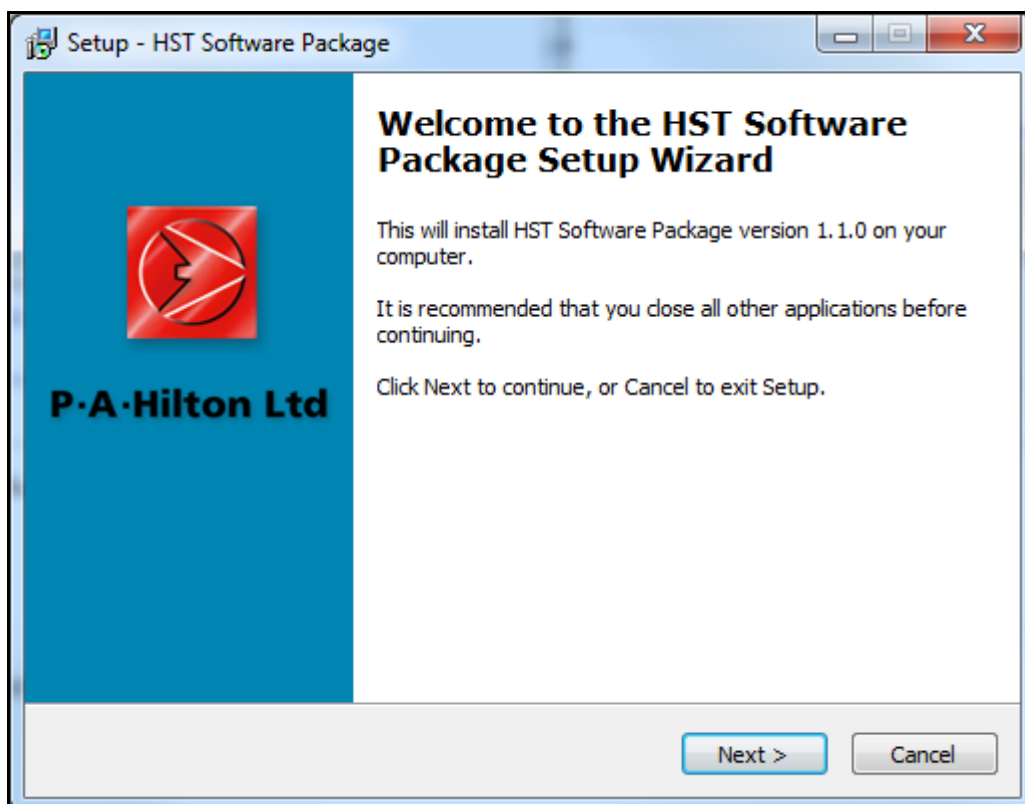 Setup - HST Software Package
Welcome to the HST Software
Package Setup Wizard
This will install HST Software Package version 1.1.0 on your
computer.
It is recommended that you close all other applications before
continuing.
Click Next to continue, or Cancel to exit Setup.
P·A·Hilton Ltd
Next >
Cancel